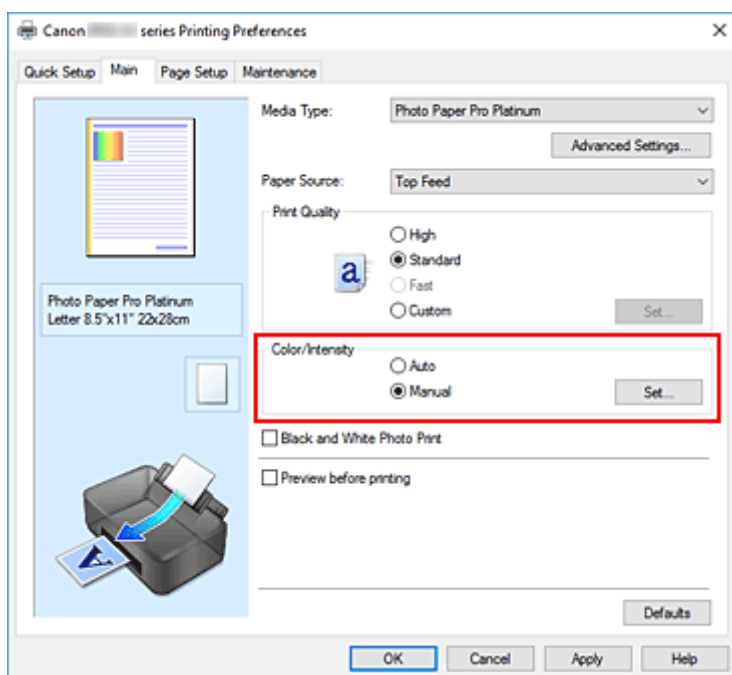 Canon series Printing Preferences
Quick Setup Main Page Setup Maintenance
Media Type: Photo Paper Pro Platinum
Advanced Settings...
Paper Source: Top Feed
Print Quality
High
Standard
Fast
Custom Set...
a
Photo Paper Pro Platinum
Letter 8.5"x11" 22x28cm
Color/Intensity
Auto
Manual Set...
Black and White Photo Print
Preview before printing
A
Defaults
OK Cancel Apply Help